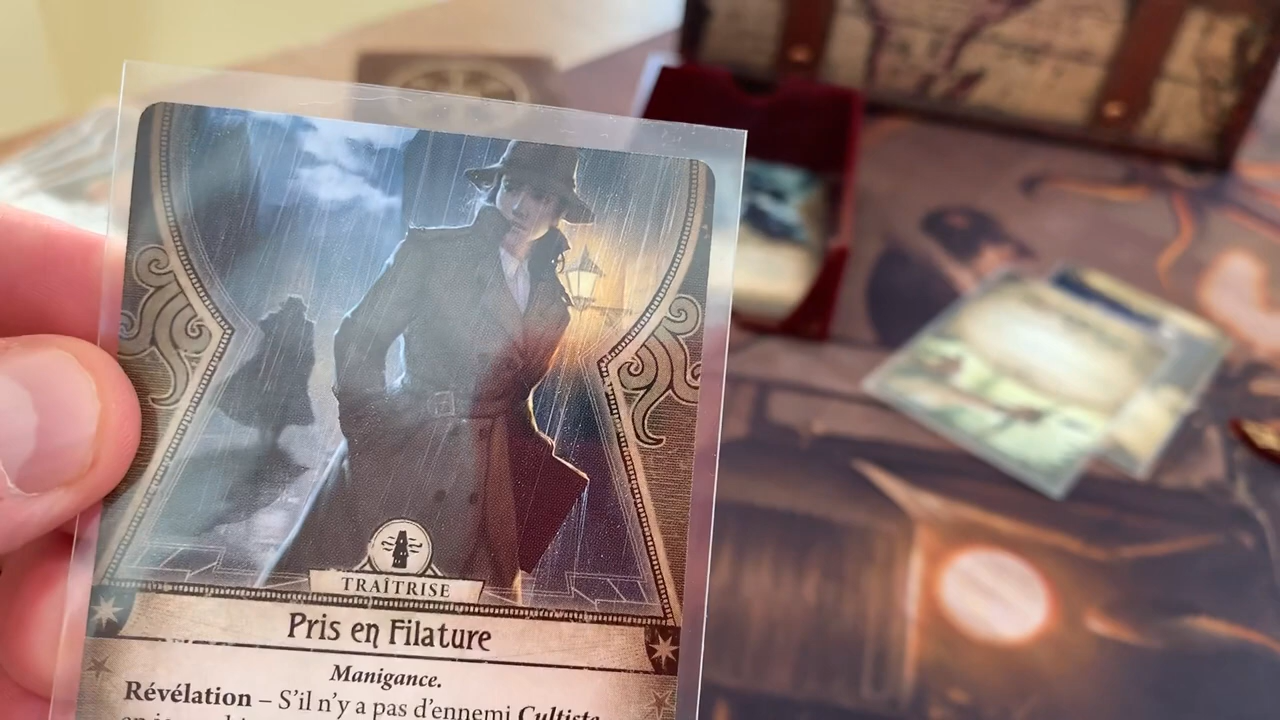 TRAÎTRISE
Pris en Filature
Manigance.
Révélation – S'il n'y a pas d'ennemi Cultiste